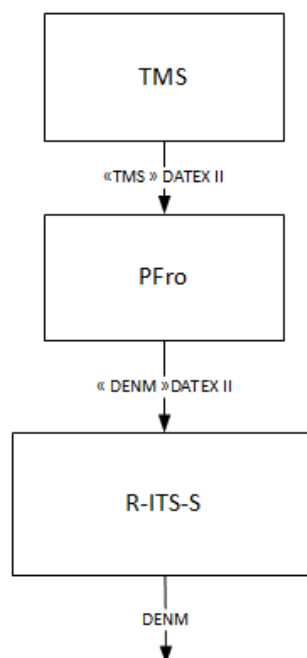 TMS
«TMS » DATEX II
PFro
« DENM »DATEX II
R-ITS-S
DENM